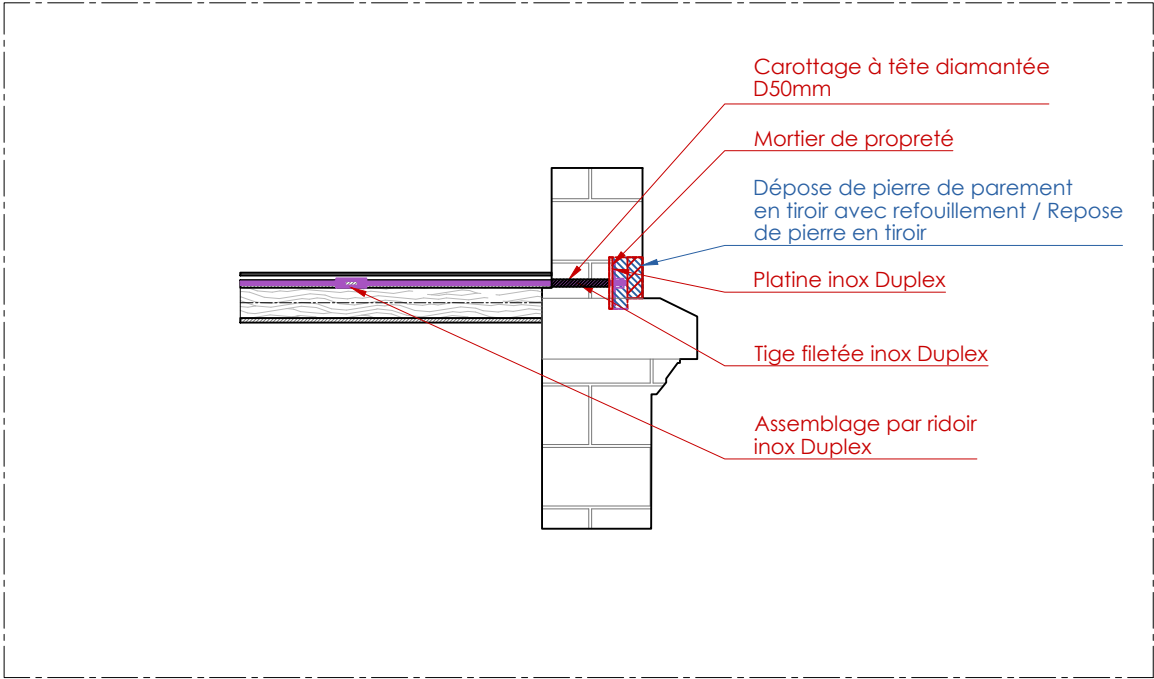 Carottage à tête diamantée
D50mm
Mortier de propreté
Dépose de pierre de parement
en tiroir avec refouillement / Repose
de pierre en tiroir
Platine inox Duplex
Tige filetée inox Duplex
Assemblage par ridoir
inox Duplex